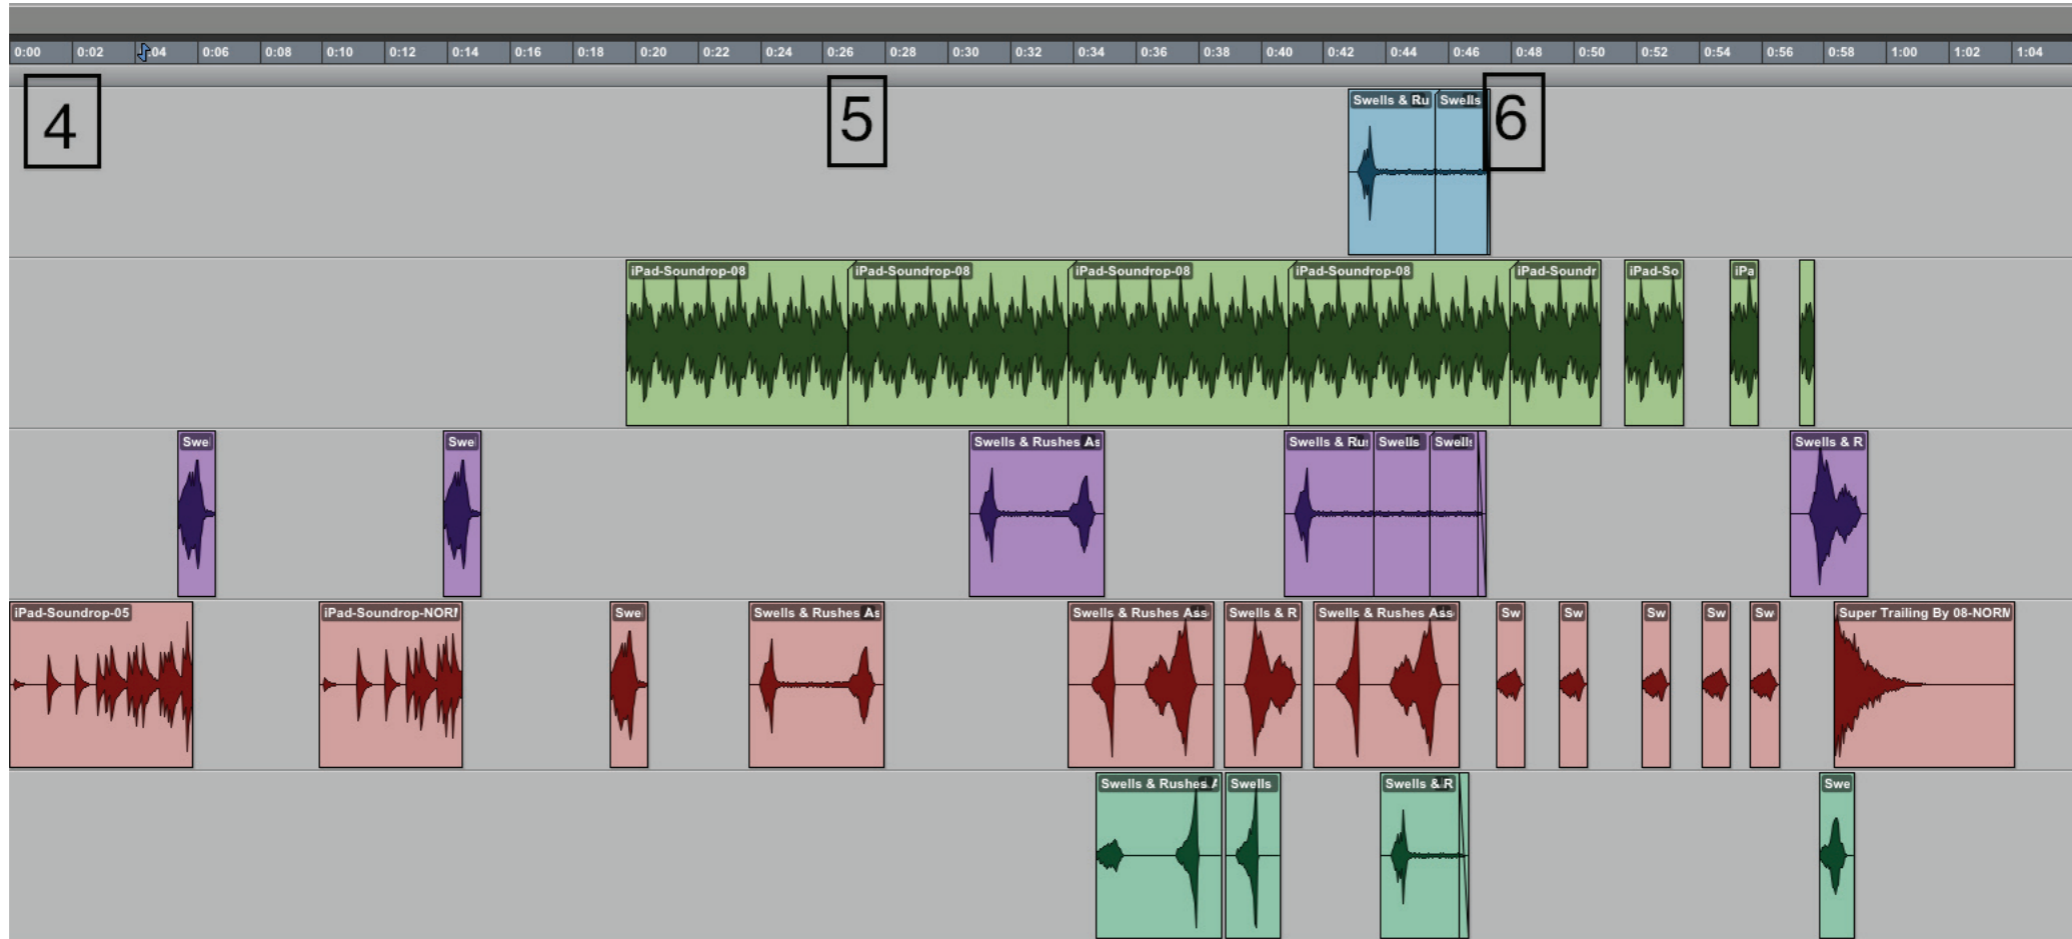 0:00 0:02 0:04 0:06 0:08 0:10 0:12 0:14 0:16 0:18 0:20 0:22 0:24 0:26 0:28 0:30 0:32 0:34 0:36 0:38 0:40 0:42 0:44 0:46 0:48 0:50 0:52 0:54 0:56 0:58 1:00 1:02 1:04
4 5 6
Swells & Ru Swells
iPad-Soundrop-08 iPad-Soundrop-08 iPad-Soundrop-08 iPad-Soundrop-08 iPad-Soundr iPad-So iPa
Swe Swe Swells & Rushes As Swells & Ru Swells Swells Swells & R
iPad-Soundrop-05 iPad-Soundrop-NORM Swe Swells & Rushes As Swells & Rushes Ass Swells & R Swells & Rushes Ass Sw Sw Sw Sw Sw Super Trailing By 08-NORM
Swells & Rushes A Swells Swells & R Swe